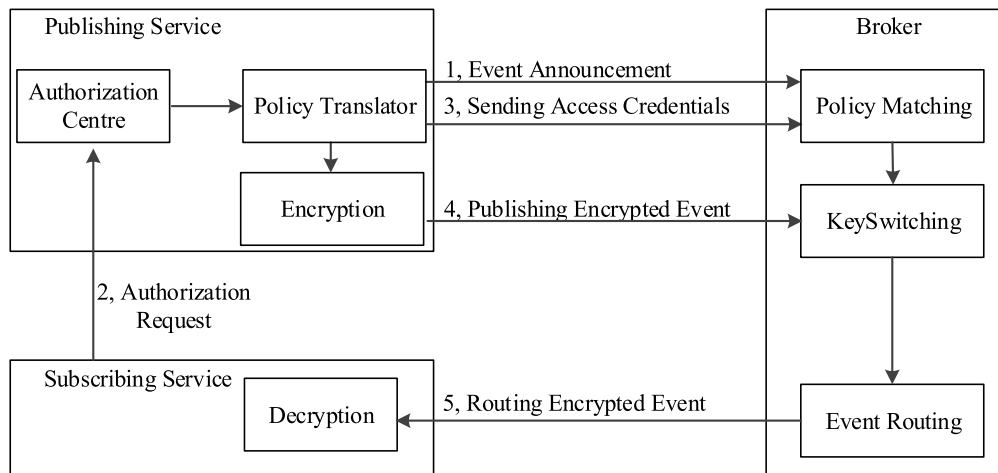 Publishing Service
Broker
Authorization
Centre
Policy Translator
1, Event Announcement
3, Sending Access Credentials
Policy Matching
Encryption
4, Publishing Encrypted Event
KeySwitching
2, Authorization
Request
Subscribing Service
Decryption
5, Routing Encrypted Event
Event Routing